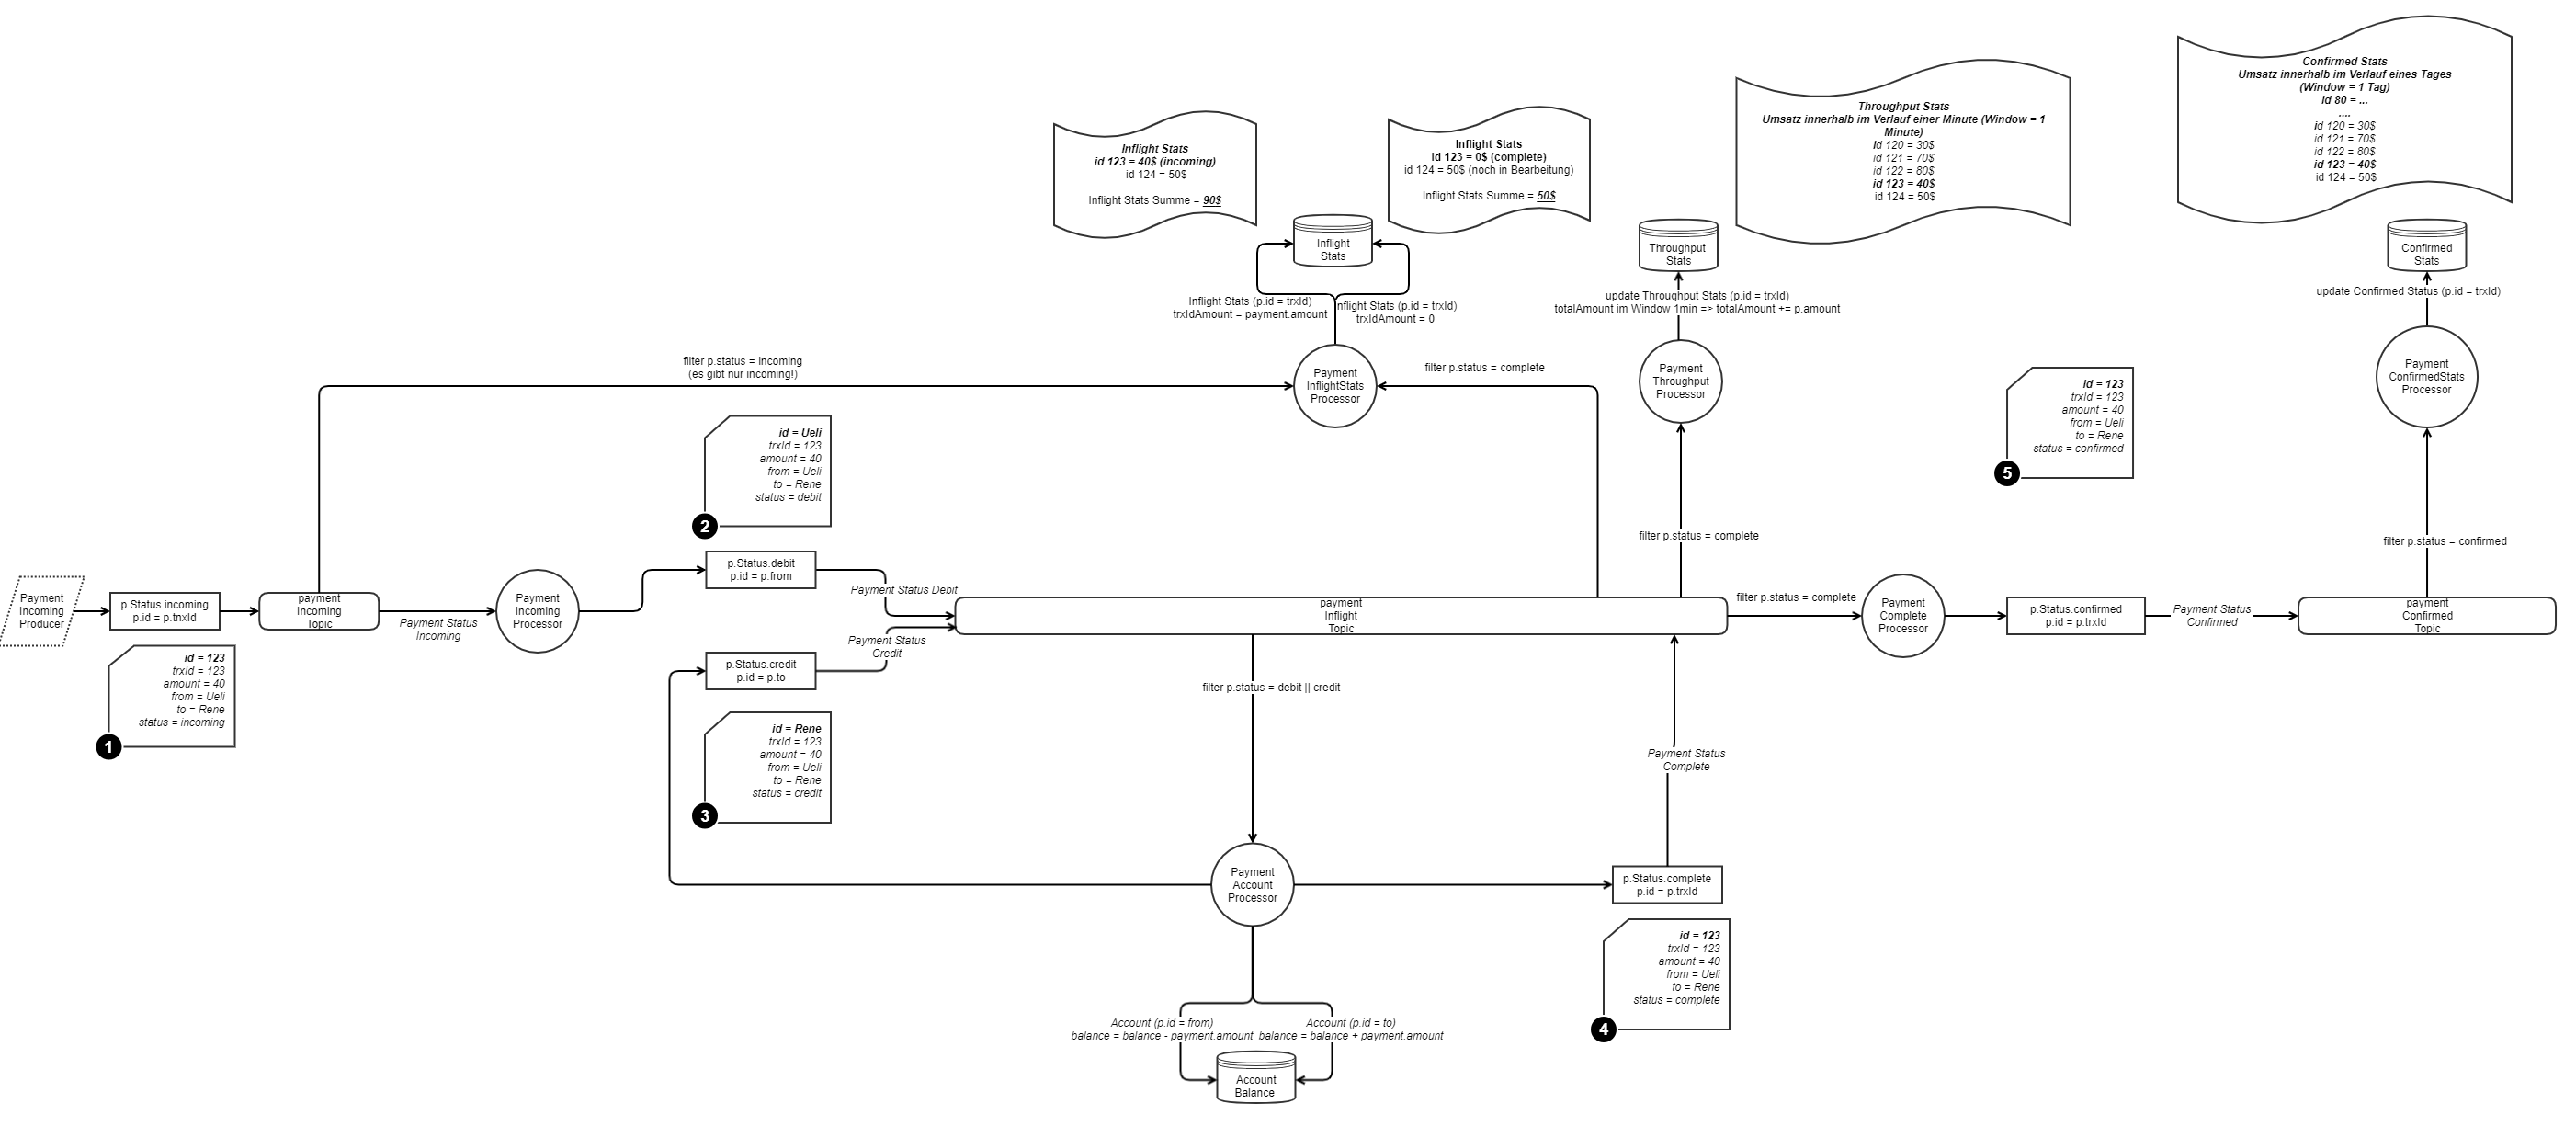 Confirmed Stats
Umsatz innerhalb im Verlauf eines Tages
(Window = 1 Tag)
id 80 = ...
....
id 120 = 30$
id 121 = 70$
id 122 = 80$
id 123 = 40$
id 124 = 50$
Throughput Stats
Umsatz innerhalb im Verlauf einer Minute (Window = 1
Minute)
id 120 = 30$
id 121 = 70$
id 122 = 80$
id 123 = 40$
id 124 = 50$
Inflight Stats
id 123 = 40$ (incoming)
id 124 = 50$
Inflight Stats Summe = 90$
Inflight Stats
id 123 = 0$ (complete)
id 124 = 50$ (noch in Bearbeitung)
Inflight Stats Summe = 50$
Inflight
Stats
Throughput
Stats
Confirmed
Stats
Inflight Stats (p.id = trxId)
trxIdAmount = payment.amount
nflight Stats (p.id = trxId)
trxIdAmount = 0
update Throughput Stats (p.id = trxId)
totalAmount im Window 1min => totalAmount += p.amount
update Confirmed Status (p.id = trxId)
filter p.status = incoming
(es gibt nur incoming!)
Payment
InflightStats
Processor
filter p.status = complete
Payment
Throughput
Processor
Payment
ConfirmedStats
Processor
id = 123
trxId = 123
amount = 40
from = Ueli
to = Rene
status = confirmed
5
id = Ueli
trxId = 123
amount = 40
from = Ueli
to = Rene
status = debit
2
filter p.status = complete
filter p.status = confirmed
Payment
Incoming
Producer
p.Status.incoming
p.id = p.tnxId
payment
Incoming
Topic
Payment Status
Incoming
Payment
Incoming
Processor
p.Status.debit
p.id = p.from
Payment Status Debit
p.Status.credit
p.id = p.to
Payment Status
Credit
payment
Inflight
Topic
filter p.status = complete
Payment
Complete
Processor
p.Status.confirmed
p.id = p.trxId
Payment Status
Confirmed
payment
Confirmed
Topic
id = 123
trxId = 123
amount = 40
from = Ueli
to = Rene
status = incoming
1
id = Rene
trxId = 123
amount = 40
from = Ueli
to = Rene
status = credit
3
filter p.status = debit || credit
Payment Status
Complete
Payment
Account
Processor
p.Status.complete
p.id = p.trxId
id = 123
trxId = 123
amount = 40
from = Ueli
to = Rene
status = complete
4
Account (p.id = from)
balance = balance - payment.amount
Account (p.id = to)
balance = balance + payment.amount
Account
Balance